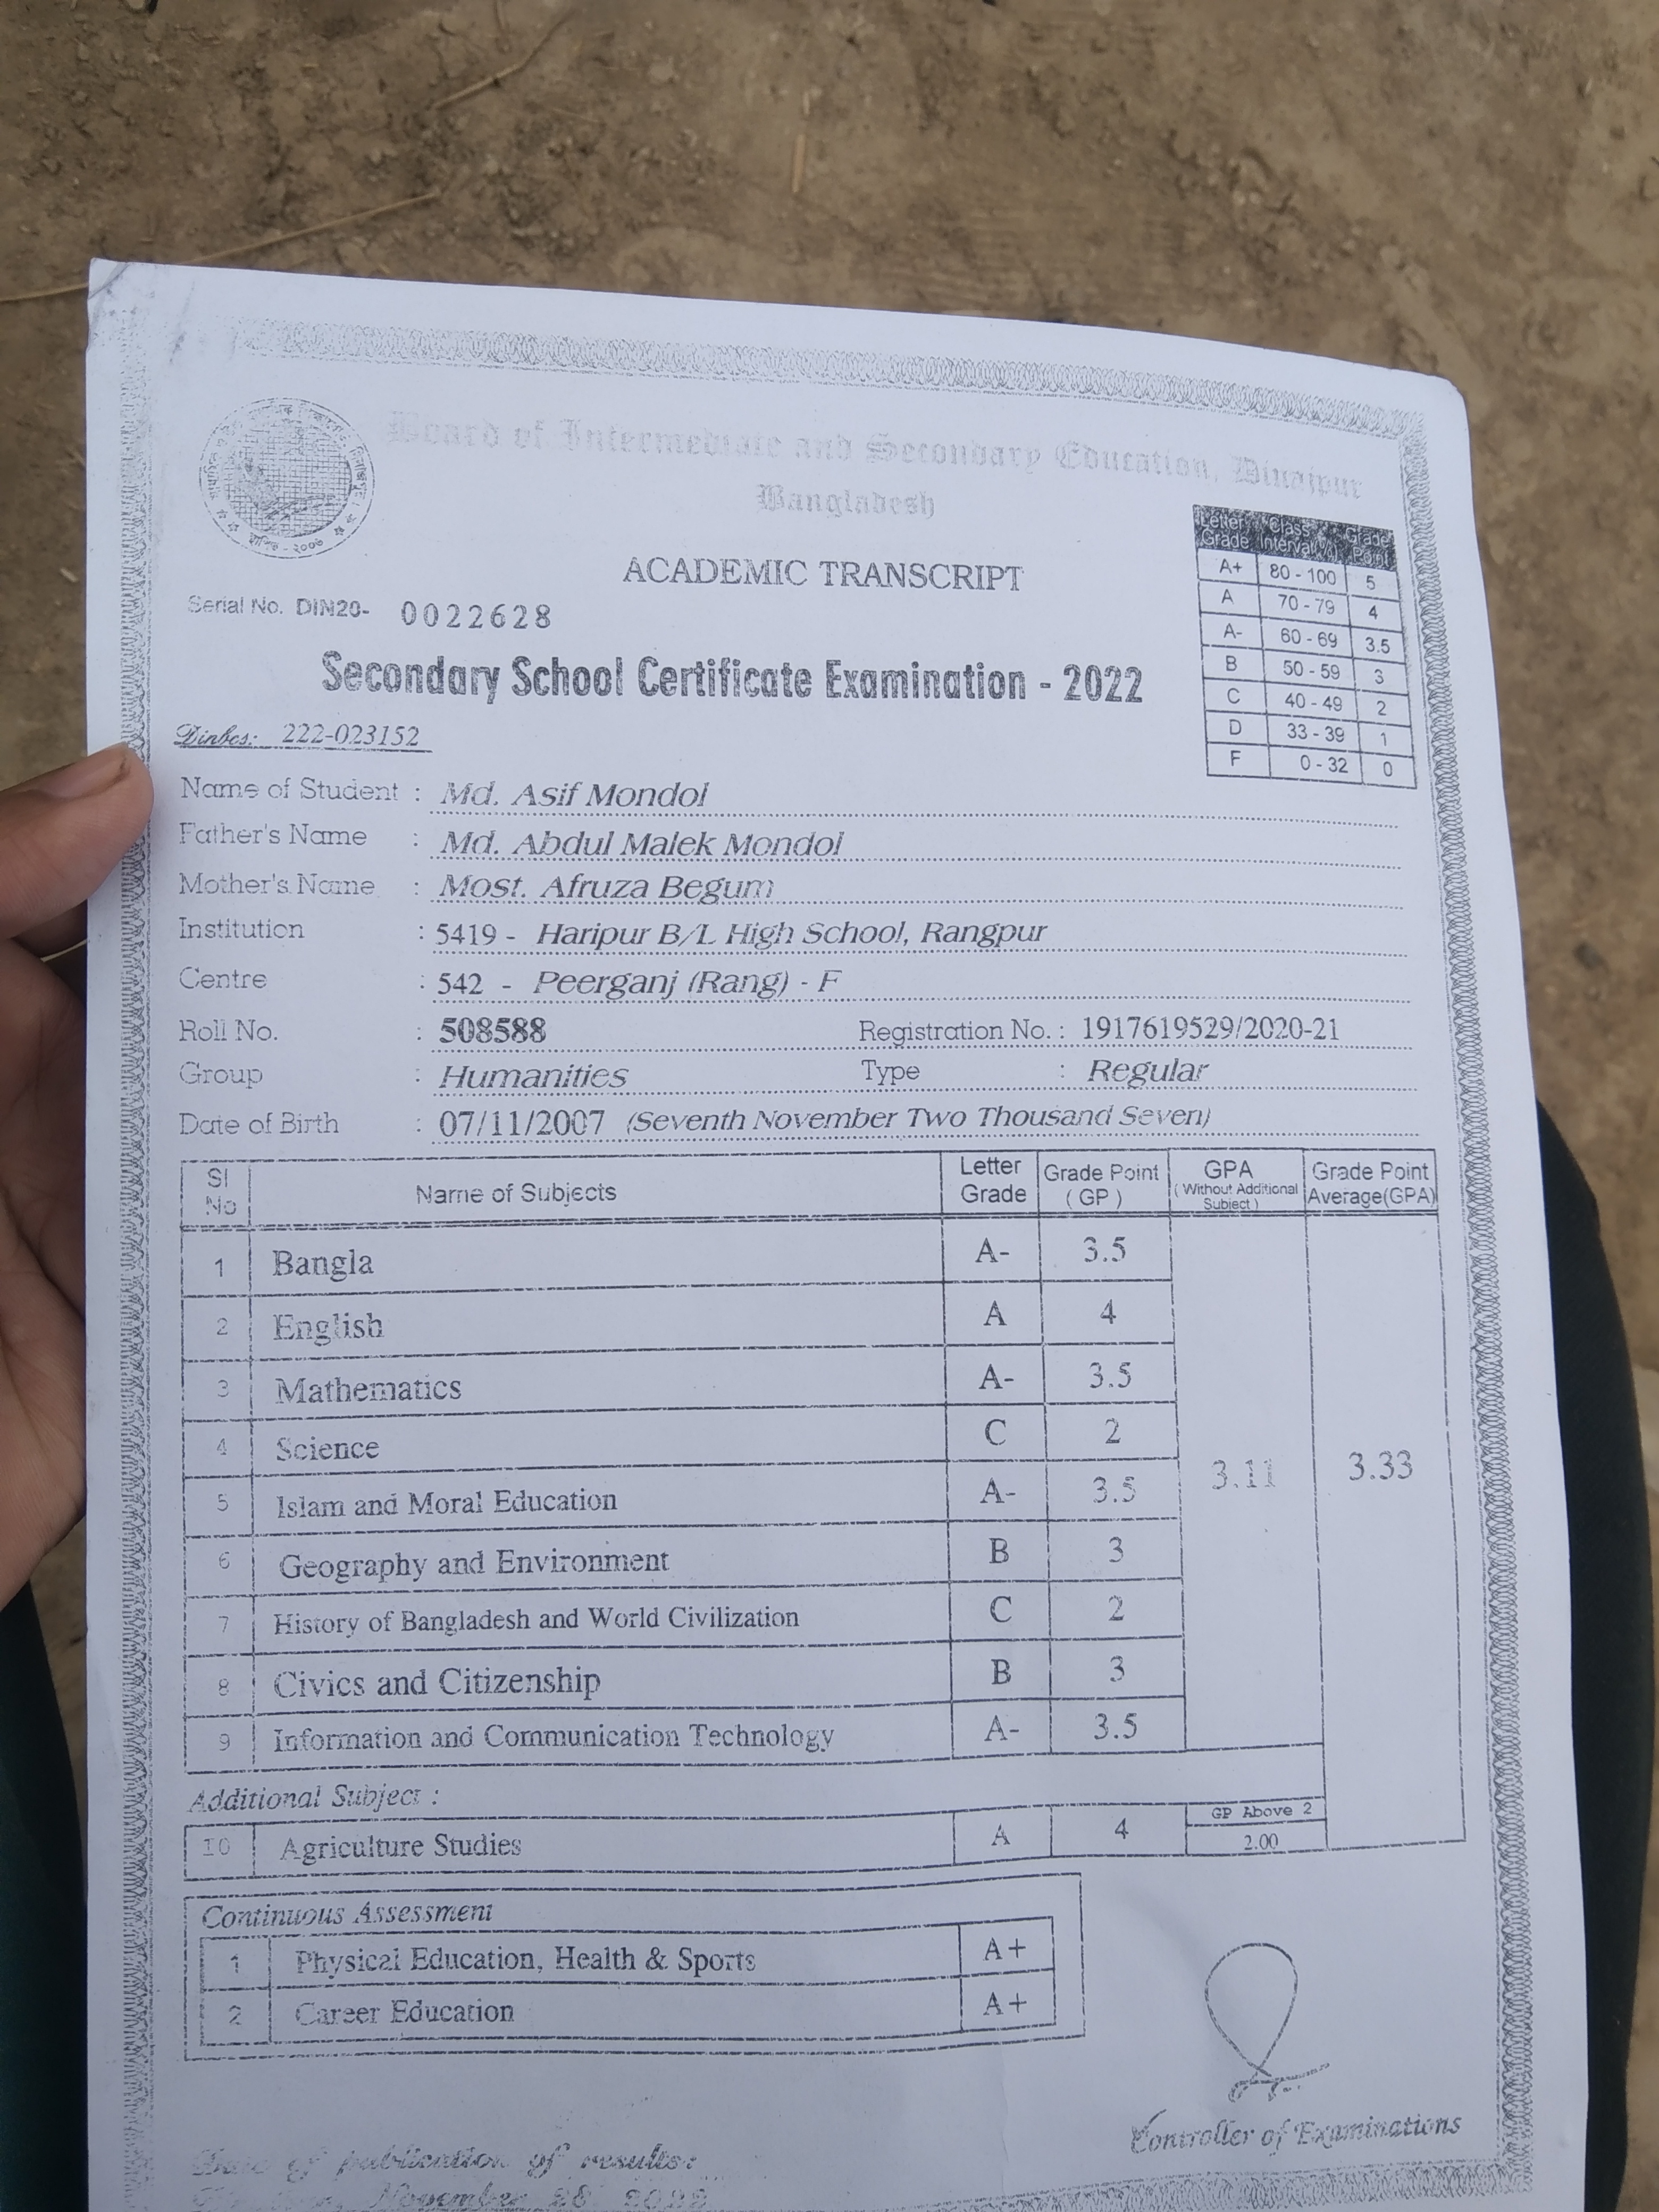 Board of Intermediate and Secondary Education, Dinajpur
Bangladesh
ACADEMIC TRANSCRIPT
Serial No. DIN20- 0022628
Secondary School Certificate Examination - 2022
Letter Grade Class Interval(%) Grade Point
A+ 80 - 100 5
A 70 - 79 4
A- 60 - 69 3.5
B 50 - 59 3
C 40 - 49 2
D 33 - 39 1
F 0 - 32 0
Dinbcs: 222-023152
Name of Student : Md. Asif Mondol
Father's Name : Md. Abdul Malek Mondol
Mother's Name : Most. Afruza Begum
Institution : 5419 - Haripur B/L High School, Rangpur
Centre : 542 - Peerganj (Rang) - F
Roll No. : 508588 Registration No. : 1917619529/2020-21
Group : Humanities Type : Regular
Date of Birth : 07/11/2007 (Seventh November Two Thousand Seven)
Sl No Name of Subjects Letter Grade Grade Point (GP) GPA (Without Additional Subject) Grade Point Average(GPA)
1 Bangla A- 3.5
2 English A 4
3 Mathematics A- 3.5
4 Science C 2
3.11 3.33
5 Islam and Moral Education A- 3.5
6 Geography and Environment B 3
7 History of Bangladesh and World Civilization C 2
8 Civics and Citizenship B 3
9 Information and Communication Technology A- 3.5
Additional Subject :
10 Agriculture Studies A 4 GP Above 2
2.00
Continuous Assessment
1 Physical Education, Health & Sports A+
2 Career Education A+
Controller of Examinations
Date of publication of results:
November 28 2022